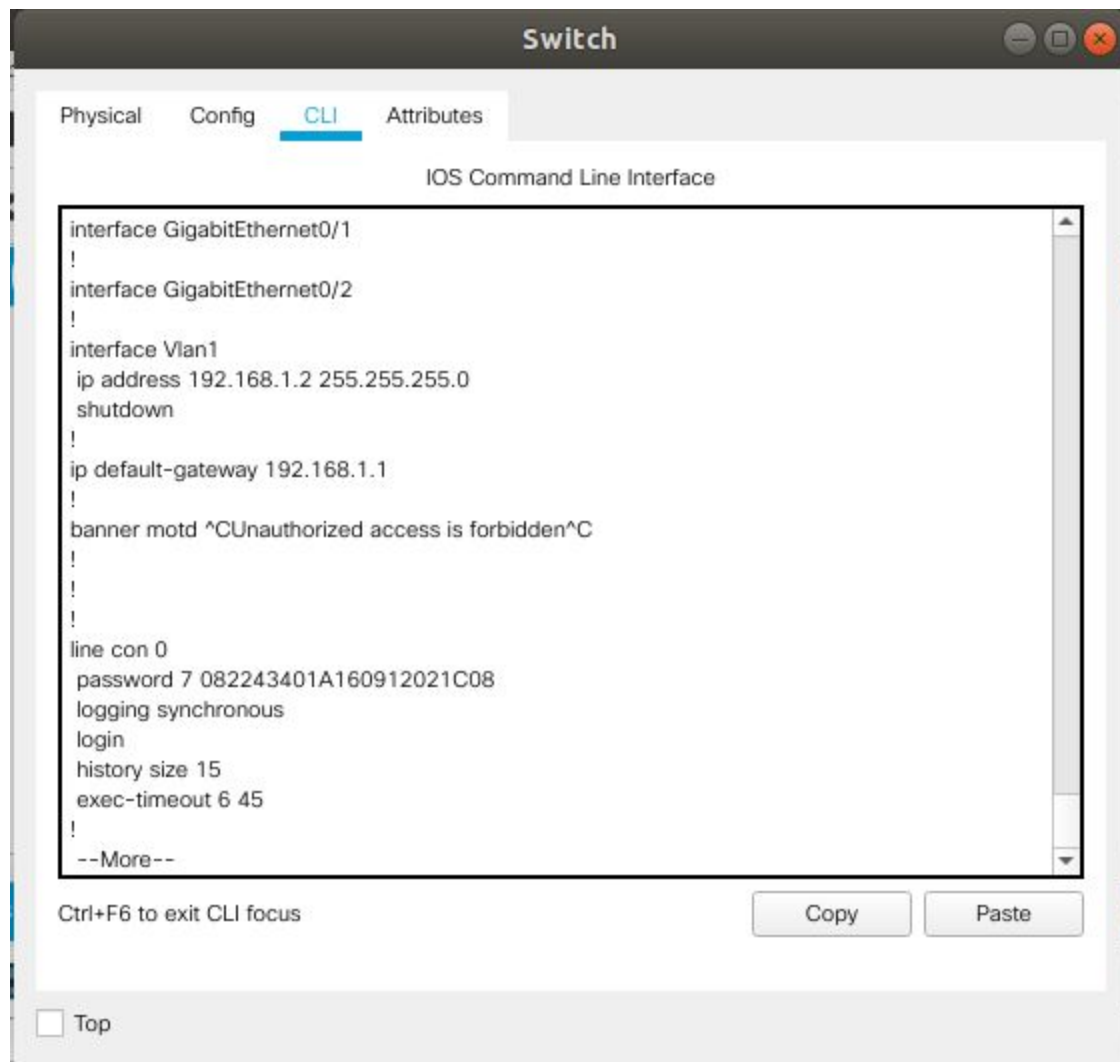 Switch
Physical Config CLI Attributes
IOS Command Line Interface
interface GigabitEthernet0/1
!
interface GigabitEthernet0/2
!
interface Vlan1
ip address 192.168.1.2 255.255.255.0
shutdown
!
ip default-gateway 192.168.1.1
!
banner motd ^CUnauthorized access is forbidden^C
!
!
!
line con 0
password 7 082243401A160912021C08
logging synchronous
login
history size 15
exec-timeout 6 45
!
--More--
Ctrl+F6 to exit CLI focus
Copy Paste
Top